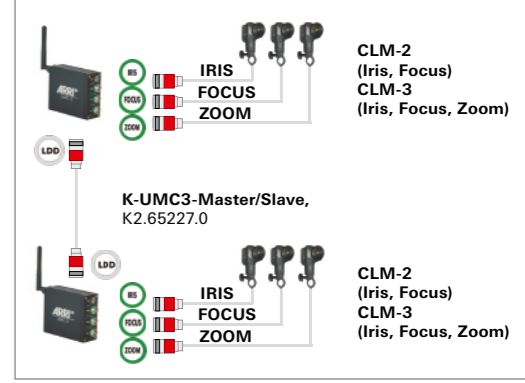 IRIS
FOCUS
ZOOM
IRIS
FOCUS
ZOOM
CLM-2
(Iris, Focus)
CLM-3
(Iris, Focus, Zoom)
ARRI
LDD
K-UMC3-Master/Slave,
K2.65227.0
LDD
IRIS
FOCUS
ZOOM
IRIS
FOCUS
ZOOM
CLM-2
(Iris, Focus)
CLM-3
(Iris, Focus, Zoom)
ARRI